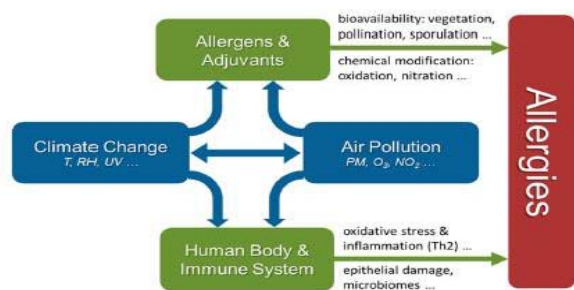 bioavailability: vegetation,
pollination, sporulation ...
Allergens &
Adjuvants
chemical modification:
oxidation, nitration ...
Allergies
Climate Change
T, RH, UV ...
Air Pollution
PM, O₃, NO₂ ...
oxidative stress &
inflammation (Th2) ...
Human Body &
Immune System
epithelial damage,
microbiomes ...